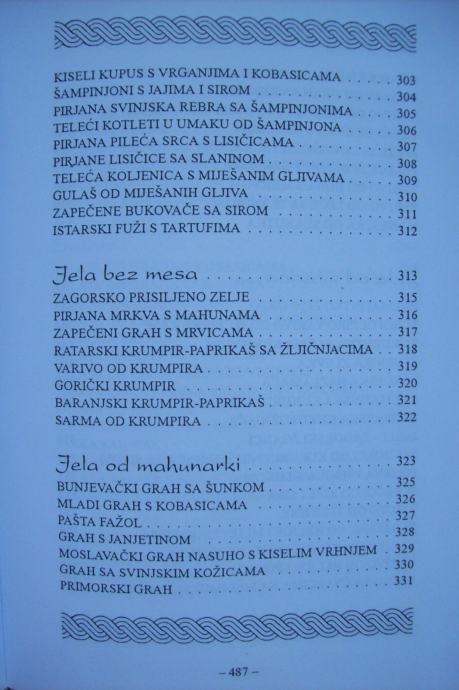 KISELI KUPUS S VRGANJIMA I KOBASICAMA . . . . . 303
ŠAMPINJONI S JAJIMA I SIROM . . . . . . . . . . . . . . . 304
PIRJANA SVINJSKA REBRA SA ŠAMPINJONIMA . . . . 305
TELEĆI KOTLETI U UMAKU OD ŠAMPINJONA . . . . . 306
PIRJANA PILEĆA SRCA S LISIČICAMA . . . . . . . . . . 307
PIRJANE LISIČICE SA SLANINOM . . . . . . . . . . . . . 308
TELEĆA KOLJENICA S MIJEŠANIM GLJIVAMA . . . . . 309
GULAŠ OD MIJEŠANIH GLJIVA . . . . . . . . . . . . . . . 310
ZAPEČENE BUKOVAČE SA SIROM . . . . . . . . . . . . . 311
ISTARSKI FUŽI S TARTUFIMA . . . . . . . . . . . . . . . . 312
Jela bez mesa . . . . . . . . . . . . . . . . . . . . 313
ZAGORSKO PRISILJENO ZELJE . . . . . . . . . . . . . . . 315
PIRJANA MRKVA S MAHUNAMA . . . . . . . . . . . . . . 316
ZAPEČENI GRAH S MRVICAMA . . . . . . . . . . . . . . . 317
RATARSKI KRUMPIR-PAPRIKAŠ SA ŽLJIČNJACIMA . . 318
VARIVO OD KRUMPIRA . . . . . . . . . . . . . . . . . . . . 319
GORIČKI KRUMPIR . . . . . . . . . . . . . . . . . . . . . . 320
BARANJSKI KRUMPIR-PAPRIKAŠ . . . . . . . . . . . . . . 321
SARMA OD KRUMPIRA . . . . . . . . . . . . . . . . . . . . 322
Jela od mahunarki . . . . . . . . . . . . . . . . 323
BUNJEVAČKI GRAH SA ŠUNKOM . . . . . . . . . . . . . . 325
MLADI GRAH S KOBASICAMA . . . . . . . . . . . . . . . 326
PAŠTA FAŽOL . . . . . . . . . . . . . . . . . . . . . . . . . 327
GRAH S JANJETINOM . . . . . . . . . . . . . . . . . . . . 328
MOSLAVAČKI GRAH NASUHO S KISELIM VRHNJEM . 329
GRAH SA SVINJSKIM KOŽICAMA . . . . . . . . . . . . . . 330
PRIMORSKI GRAH . . . . . . . . . . . . . . . . . . . . . . 331
– 487 –